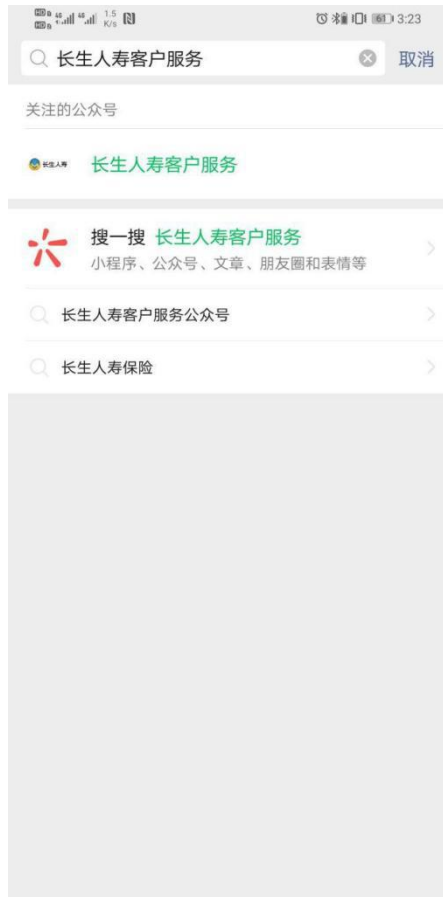 1.5 K/s 61 3:23
长生人寿客户服务 取消
关注的公众号
长生人寿 长生人寿客户服务
搜一搜 长生人寿客户服务
小程序、公众号、文章、朋友圈和表情等
长生人寿客户服务公众号
长生人寿保险